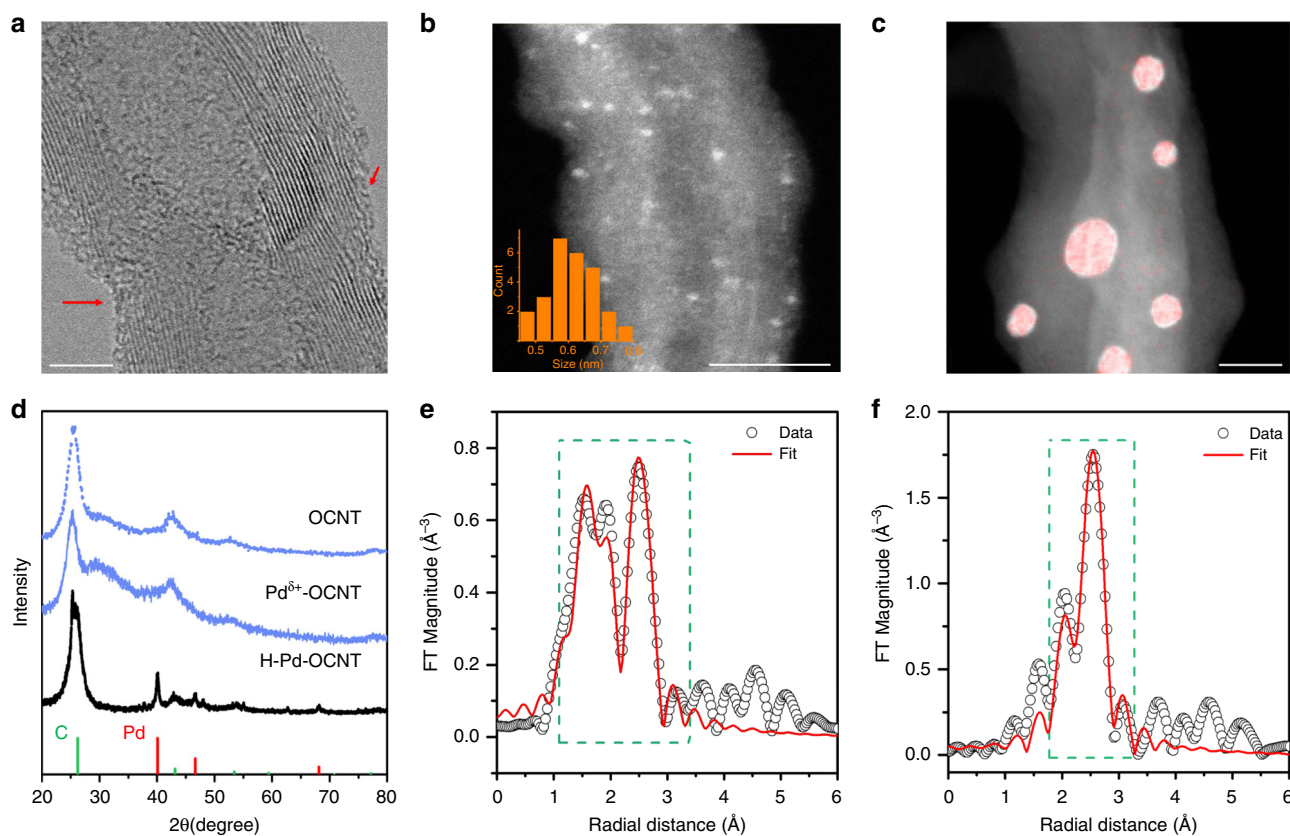 a
b
c
Count
6
4
2
0.5 0.6 0.7 0.8
Size (nm)
d
OCNT
Pdδ+-OCNT
H-Pd-OCNT
C
Pd
Intensity
20 30 40 50 60 70 80
2θ(degree)
e
Data
Fit
FT Magnitude (Å–3)
0.8
0.6
0.4
0.2
0.0
0 1 2 3 4 5 6
Radial distance (Å)
f
Data
Fit
FT Magnitude (Å–3)
2.0
1.5
1.0
0.5
0.0
0 1 2 3 4 5 6
Radial distance (Å)